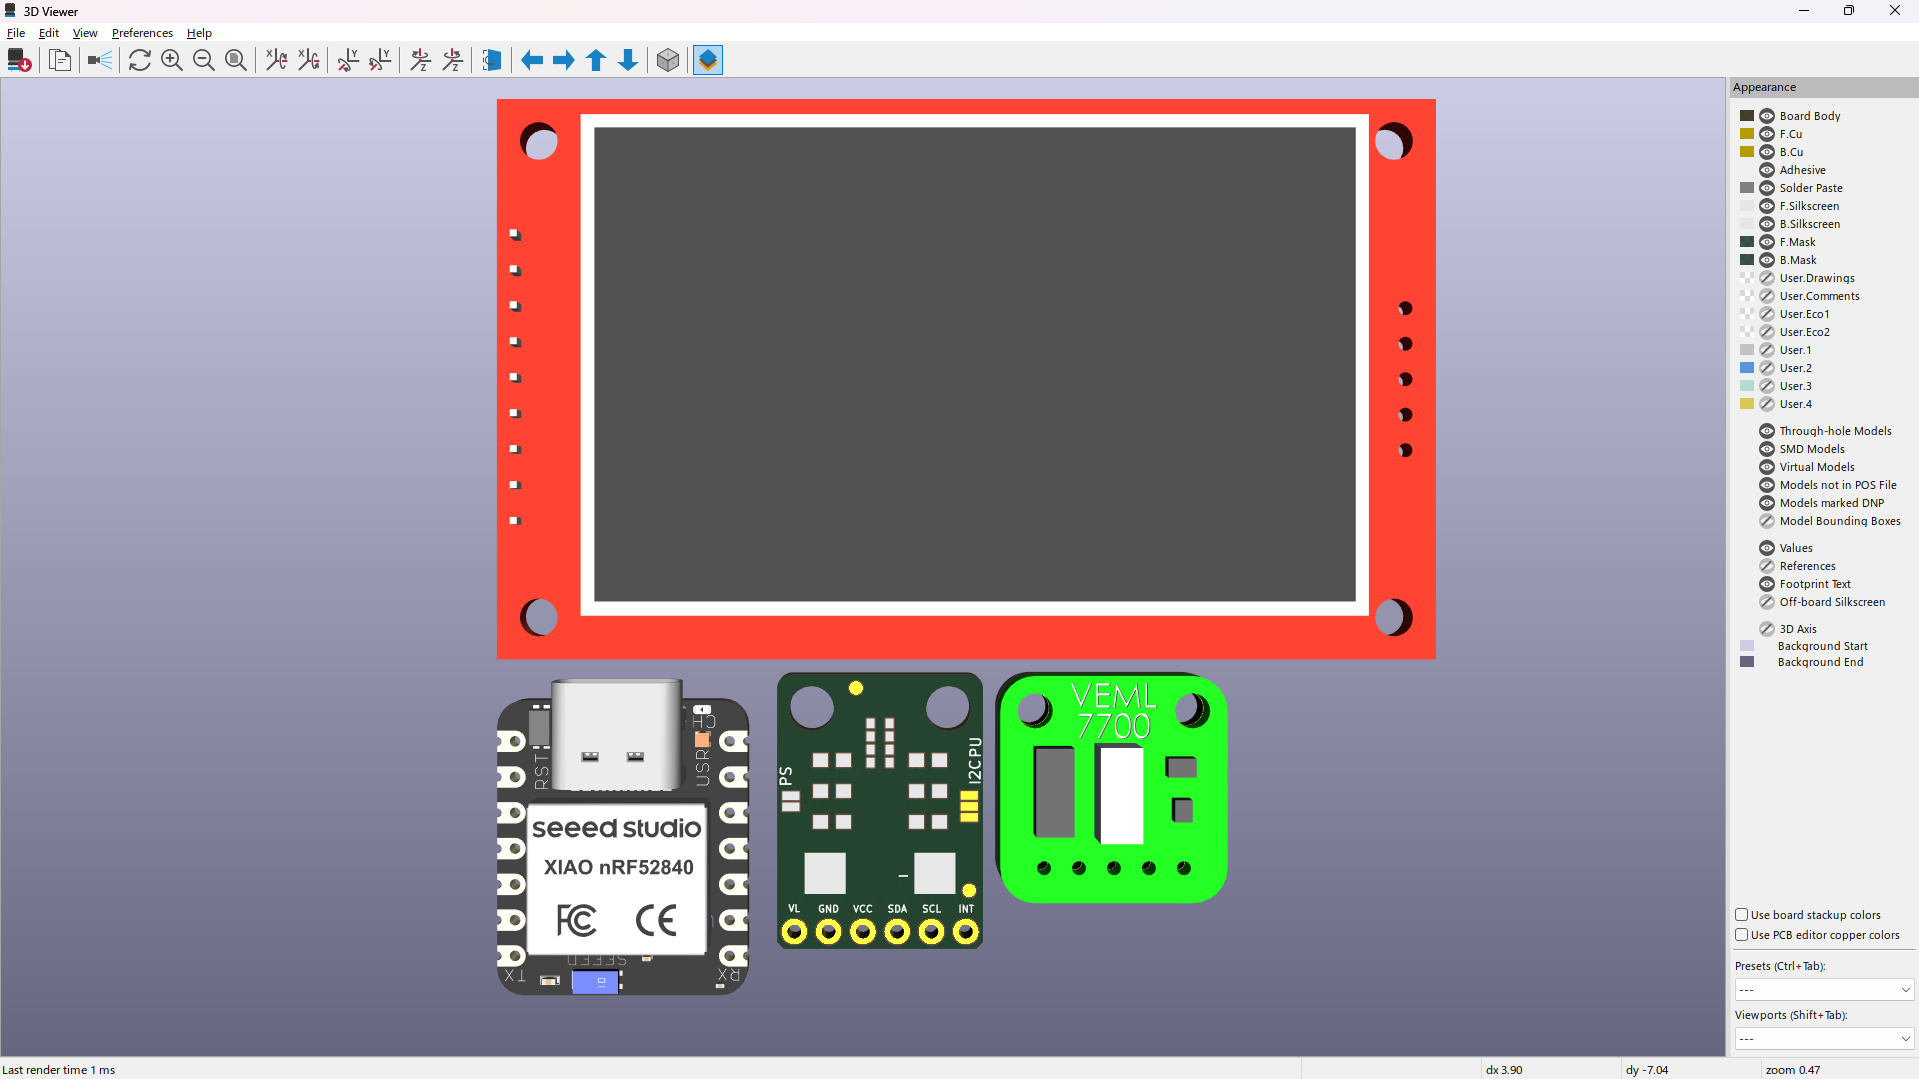 3D Viewer
File Edit View Preferences Help
Appearance
Board Body
F.Cu
B.Cu
Adhesive
Solder Paste
F.Silkscreen
B.Silkscreen
F.Mask
B.Mask
User.Drawings
User.Comments
User.Eco1
User.Eco2
User.1
User.2
User.3
User.4
Through-hole Models
SMD Models
Virtual Models
Models not in POS File
Models marked DNP
Model Bounding Boxes
Values
References
Footprint Text
Off-board Silkscreen
3D Axis
Background Start
Background End
Use board stackup colors
Use PCB editor copper colors
Presets (Ctrl+Tab):
---
Viewports (Shift+Tab):
---
RST
CH
USR
seeed studio
XIAO nRF52840
FC CE
SEEED
TX
RX
PS
I2CPU
VL GND VCC SDA SCL INT
VEML
7700
Last render time 1 ms
dx 3.90
dy -7.04
zoom 0.47